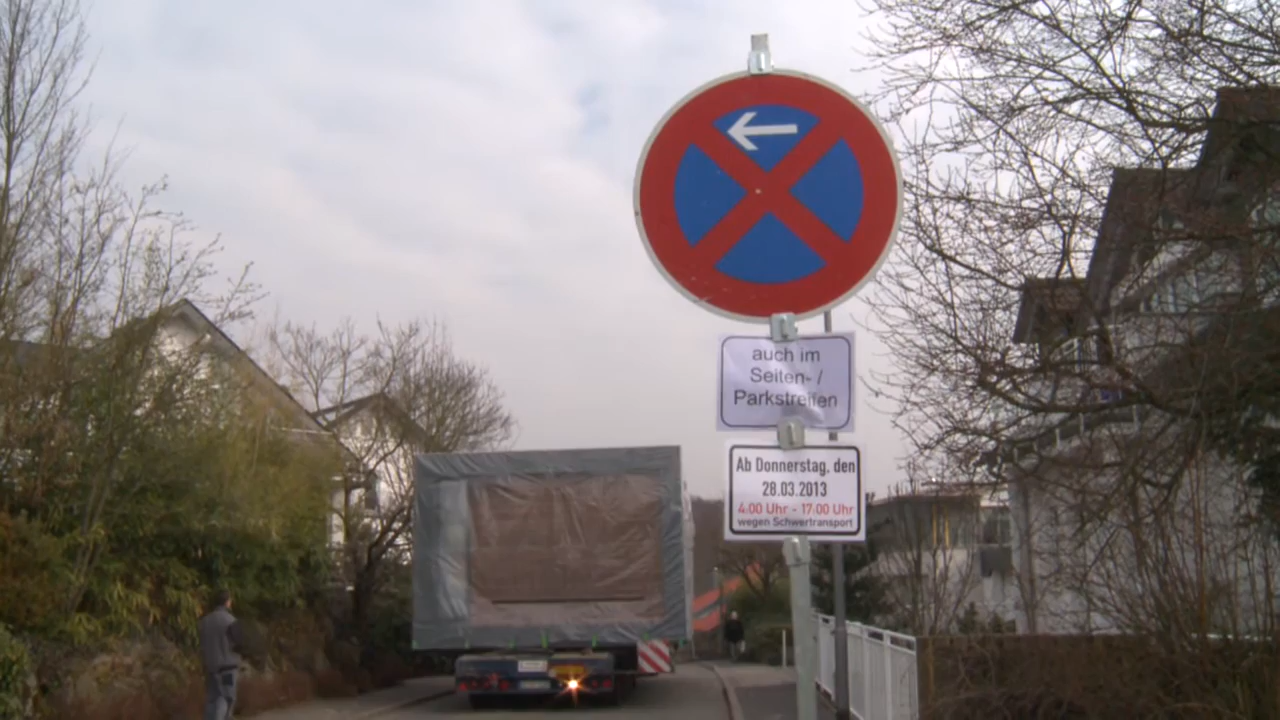 auch im
Seiten- /
Parkstreifen
Ab Donnerstag, den
28.03.2013
4.00 Uhr - 17.00 Uhr
wegen Schwertransport